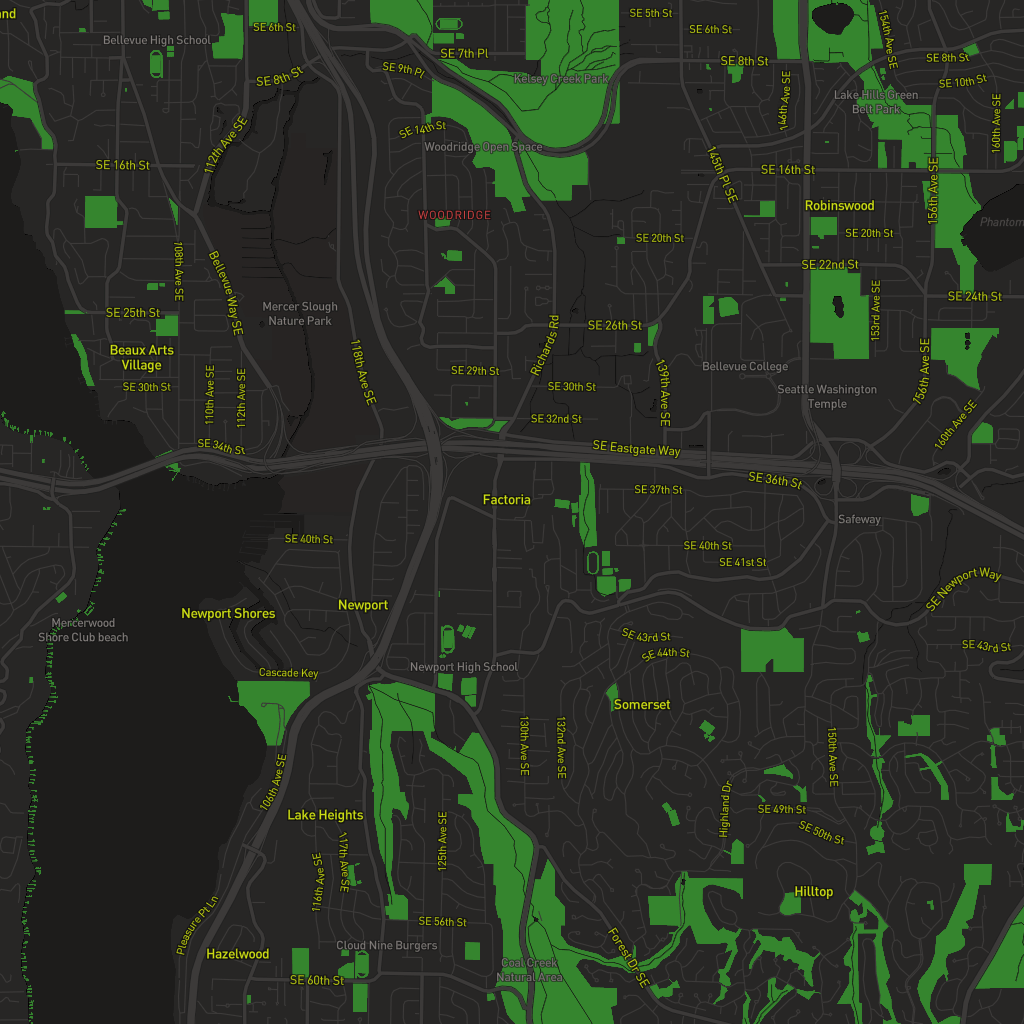 SE 5th St
SE 6th St
SE 6th St
154th Ave SE
Bellevue High School
SE 7th Pl
SE 8th St
SE 8th St
SE 8th St
SE 9th Pl
Kelsey Creek Park
SE 10th St
146th Ave SE
Lake Hills Green
Belt Park
160th Ave SE
112th Ave SE
SE 14th St
Woodridge Open Space
SE 16th St
145th Pl SE
SE 16th St
156th Ave SE
WOODRIDGE
Robinswood
Phantom
SE 20th St
SE 20th St
108th Ave SE
Bellevue Way SE
SE 22nd St
SE 24th St
Mercer Slough
Nature Park
SE 25th St
153rd Ave SE
SE 26th St
Richards Rd
Beaux Arts
Village
118th Ave SE
SE 29th St
Bellevue College
156th Ave SE
SE 30th St
SE 30th St
110th Ave SE
112th Ave SE
139th Ave SE
Seattle Washington
Temple
SE 32nd St
160th Ave SE
SE 34th St
SE Eastgate Way
SE 36th St
SE 37th St
Factoria
Safeway
SE 40th St
SE 40th St
SE 41st St
SE Newport Way
Newport
Newport Shores
Mercerwood
Shore Club beach
SE 43rd St
SE 43rd St
SE 44th St
Newport High School
Cascade Key
Somerset
130th Ave SE
132nd Ave SE
150th Ave SE
106th Ave SE
Highland Dr
SE 49th St
Lake Heights
SE 50th St
125th Ave SE
117th Ave SE
116th Ave SE
Hilltop
Pleasure Pt Ln
SE 56th St
Cloud Nine Burgers
Hazelwood
Forest Dr SE
Coal Creek
Natural Area
SE 60th St